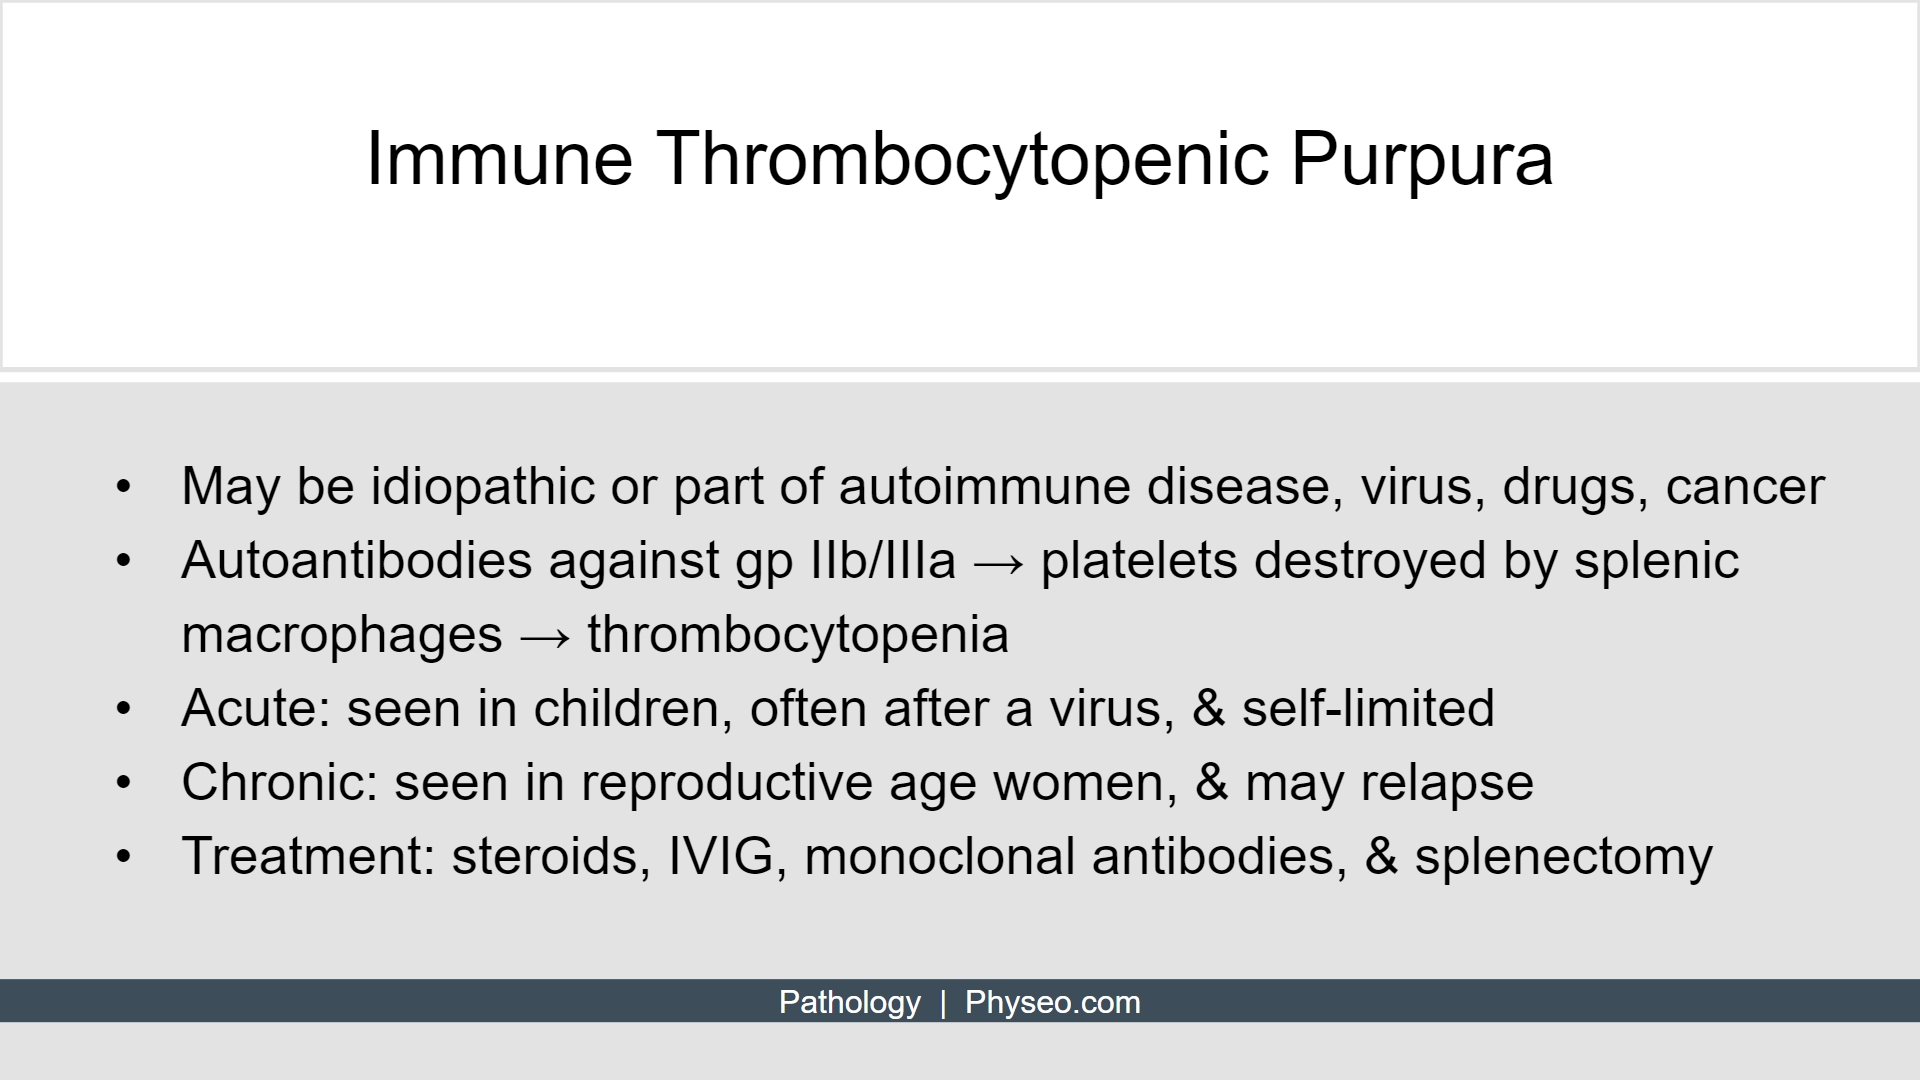 Immune Thrombocytopenic Purpura
• May be idiopathic or part of autoimmune disease, virus, drugs, cancer
• Autoantibodies against gp IIb/IIIa → platelets destroyed by splenic
macrophages → thrombocytopenia
• Acute: seen in children, often after a virus, & self-limited
• Chronic: seen in reproductive age women, & may relapse
• Treatment: steroids, IVIG, monoclonal antibodies, & splenectomy
Pathology | Physeo.com